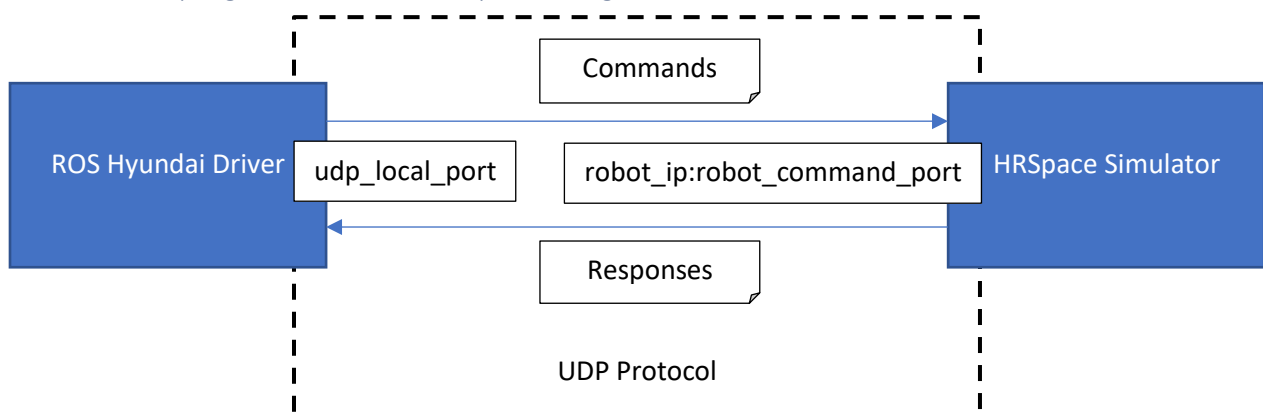 Commands
ROS Hyundai Driver
udp_local_port
robot_ip:robot_command_port
HRSpace Simulator
Responses
UDP Protocol